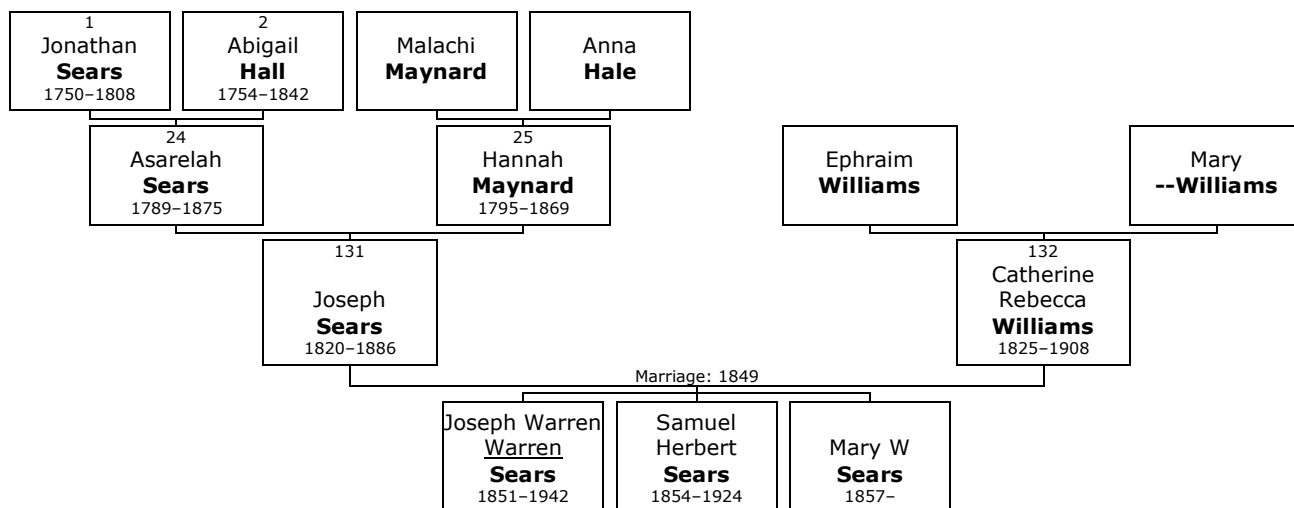 1
Jonathan
Sears
1750–1808
2
Abigail
Hall
1754–1842
Malachi
Maynard
Anna
Hale
24
Asarelah
Sears
1789–1875
25
Hannah
Maynard
1795–1869
Ephraim
Williams
Mary
--Williams
131
Joseph
Sears
1820–1886
132
Catherine
Rebecca
Williams
1825–1908
Marriage: 1849
Joseph Warren
Warren
Sears
1851–1942
Samuel
Herbert
Sears
1854–1924
Mary W
Sears
1857–